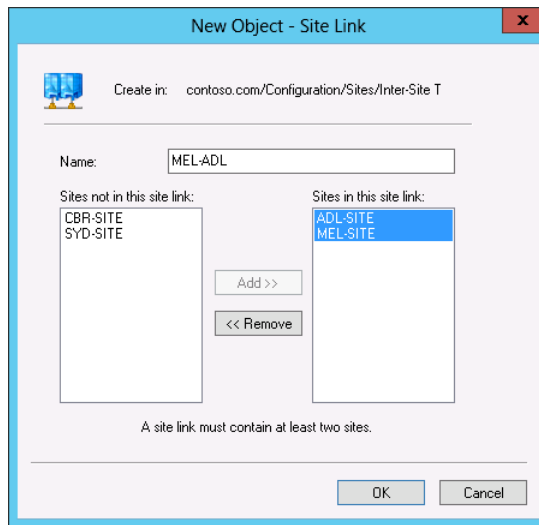 New Object - Site Link
x
Create in: contoso.com/Configuration/Sites/Inter-Site T
Name: MEL-ADL
Sites not in this site link: Sites in this site link:
CBR-SITE ADL-SITE
SYD-SITE MEL-SITE
Add >>
<< Remove
A site link must contain at least two sites.
OK Cancel